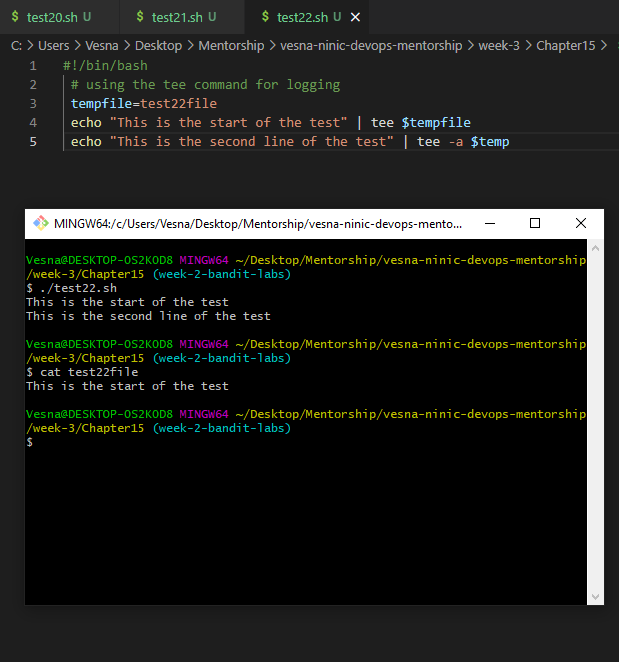 $ test20.sh U $ test21.sh U $ test22.sh U ✕
C: > Users > Vesna > Desktop > Mentorship > vesna-ninic-devops-mentorship > week-3 > Chapter15 >
1 #!/bin/bash
2 # using the tee command for logging
3 tempfile=test22file
4 echo "This is the start of the test" | tee $tempfile
5 echo "This is the second line of the test" | tee -a $temp
MINGW64:/c/Users/Vesna/Desktop/Mentorship/vesna-ninic-devops-mento...
Vesna@DESKTOP-OS2KOD8 MINGW64 ~/Desktop/Mentorship/vesna-ninic-devops-mentorship
/week-3/Chapter15 (week-2-bandit-labs)
$ ./test22.sh
This is the start of the test
This is the second line of the test
Vesna@DESKTOP-OS2KOD8 MINGW64 ~/Desktop/Mentorship/vesna-ninic-devops-mentorship
/week-3/Chapter15 (week-2-bandit-labs)
$ cat test22file
This is the start of the test
Vesna@DESKTOP-OS2KOD8 MINGW64 ~/Desktop/Mentorship/vesna-ninic-devops-mentorship
/week-3/Chapter15 (week-2-bandit-labs)
$